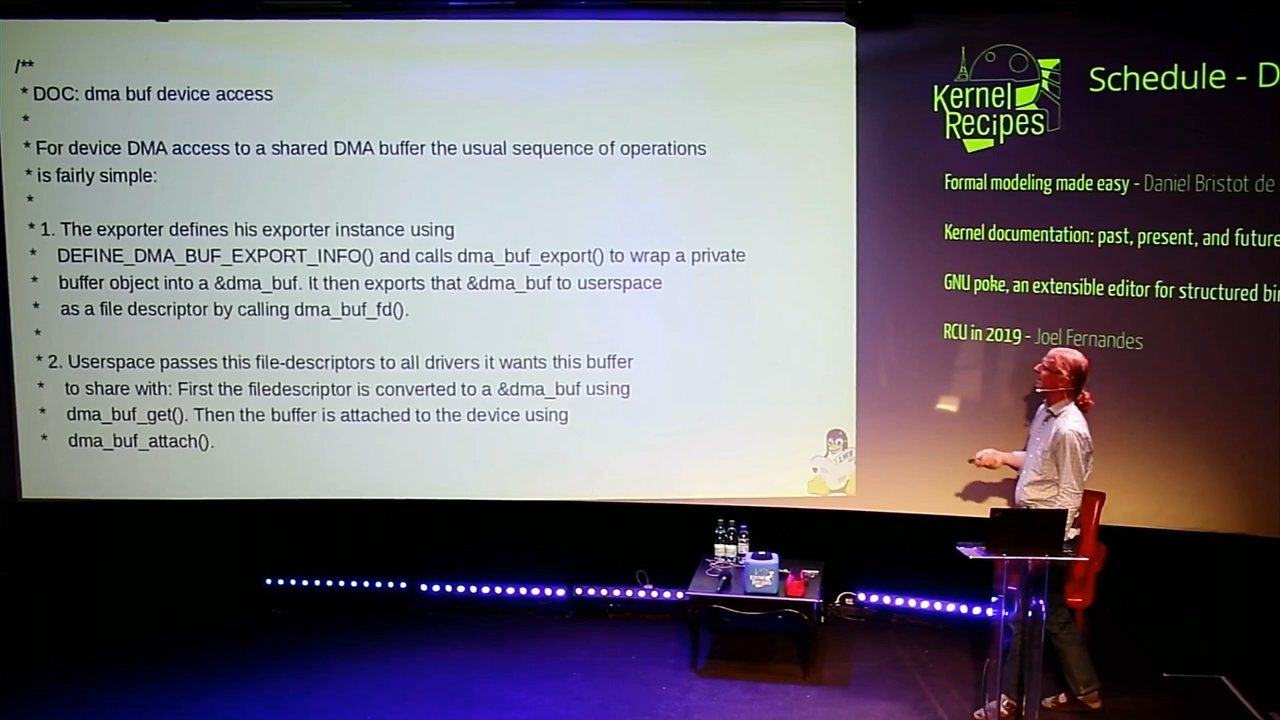 /**
* DOC: dma buf device access
*
* For device DMA access to a shared DMA buffer the usual sequence of operations
* is fairly simple:
*
* 1. The exporter defines his exporter instance using
* DEFINE_DMA_BUF_EXPORT_INFO() and calls dma_buf_export() to wrap a private
* buffer object into a &dma_buf. It then exports that &dma_buf to userspace
* as a file descriptor by calling dma_buf_fd().
*
* 2. Userspace passes this file-descriptors to all drivers it wants this buffer
* to share with: First the filedescriptor is converted to a &dma_buf using
* dma_buf_get(). Then the buffer is attached to the device using
* dma_buf_attach().
Kernel
Recipes
Schedule - D
Formal modeling made easy - Daniel Bristot de
Kernel documentation: past, present, and future
GNU poke, an extensible editor for structured bin
RCU in 2019 - Joel Fernandes